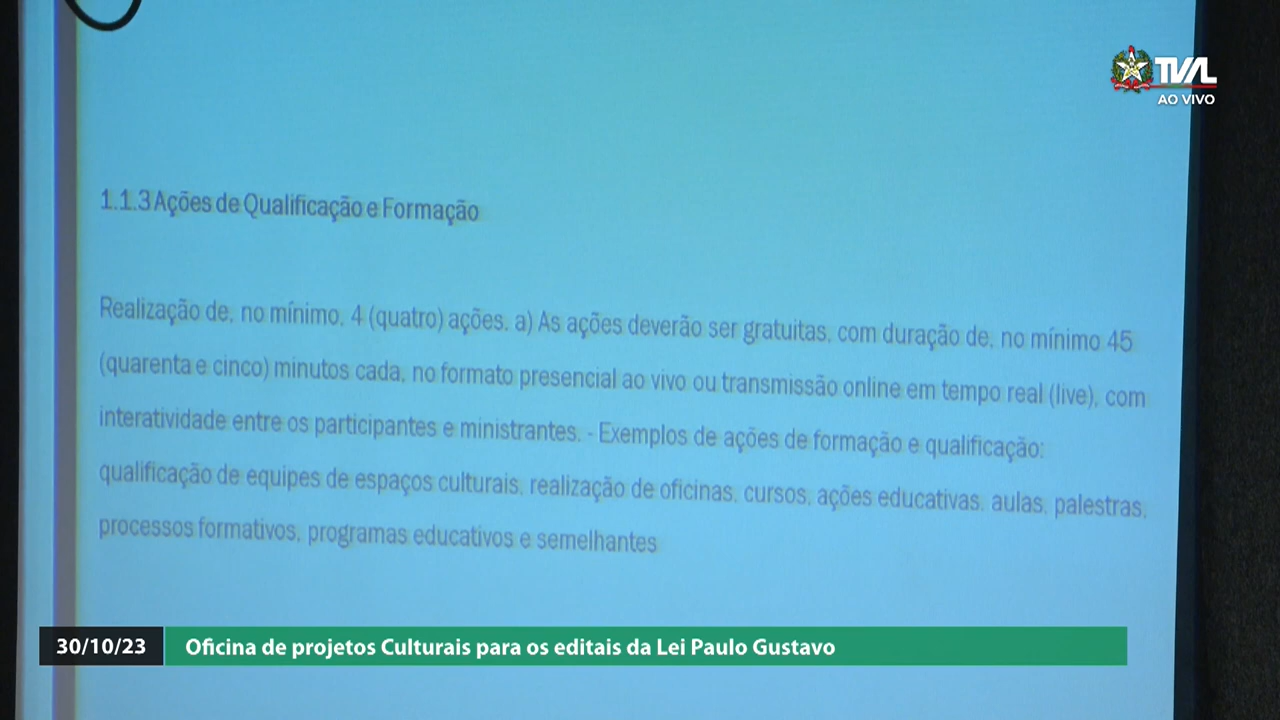 TVAL
AO VIVO
1.1.3 Ações de Qualificação e Formação
Realização de, no mínimo, 4 (quatro) ações. a) As ações deverão ser gratuitas, com duração de, no mínimo 45
(quarenta e cinco) minutos cada, no formato presencial ao vivo ou transmissão online em tempo real (live), com
interatividade entre os participantes e ministrantes. - Exemplos de ações de formação e qualificação:
qualificação de equipes de espaços culturais, realização de oficinas, cursos, ações educativas, aulas, palestras,
processos formativos, programas educativos e semelhantes
30/10/23 Oficina de projetos Culturais para os editais da Lei Paulo Gustavo